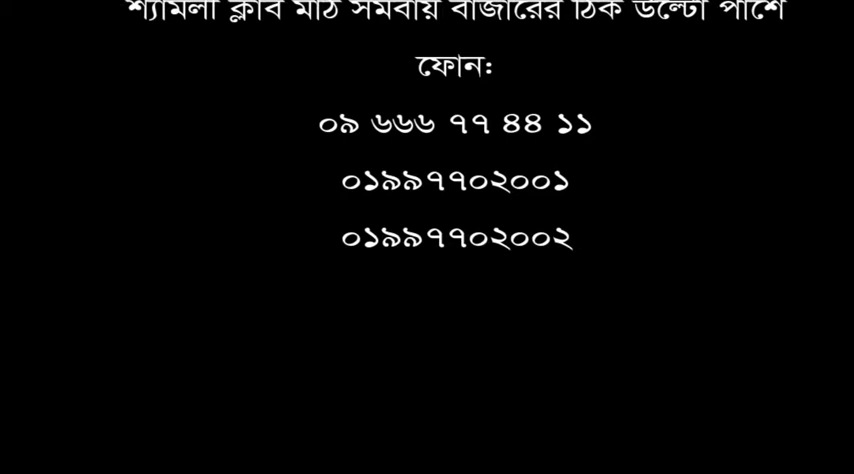 শ্যামলী ক্লাব মাঠ সমবায় বাজারের ঠিক উল্টো পাশে
ফোন:
০৯ ৬৬৬ ৭৭ ৪৪ ১১
০১৯৯৭৭০২০০১
০১৯৯৭৭০২০০২